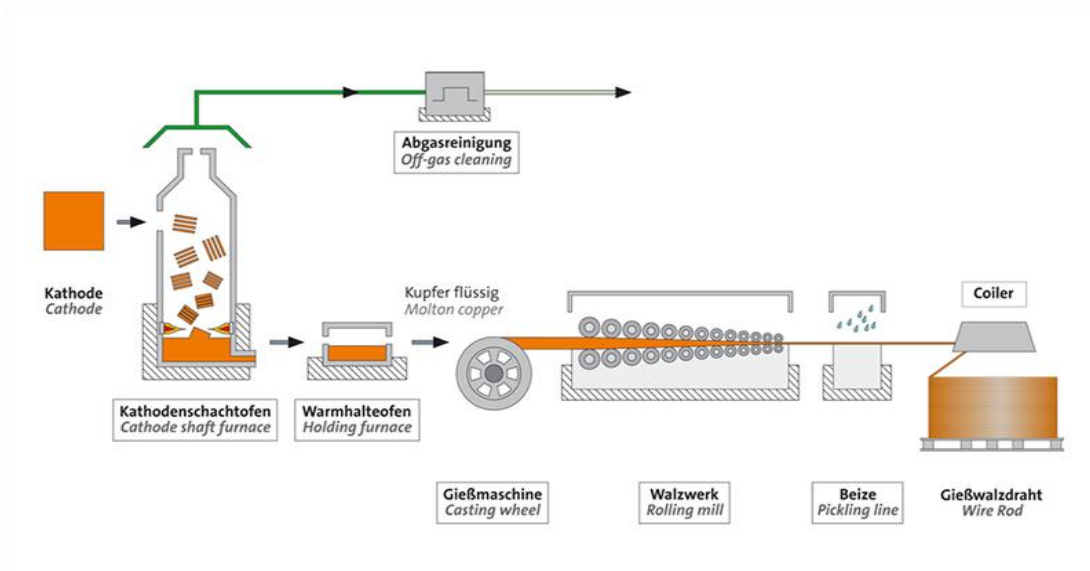 Abgasreinigung
Off-gas cleaning
Kathode
Cathode
Kupfer flüssig
Molton copper
Coiler
Kathodenschachtofen
Cathode shaft furnace
Warmhalteofen
Holding furnace
Gießmaschine
Casting wheel
Walzwerk
Rolling mill
Beize
Pickling line
Gießwalzdraht
Wire Rod